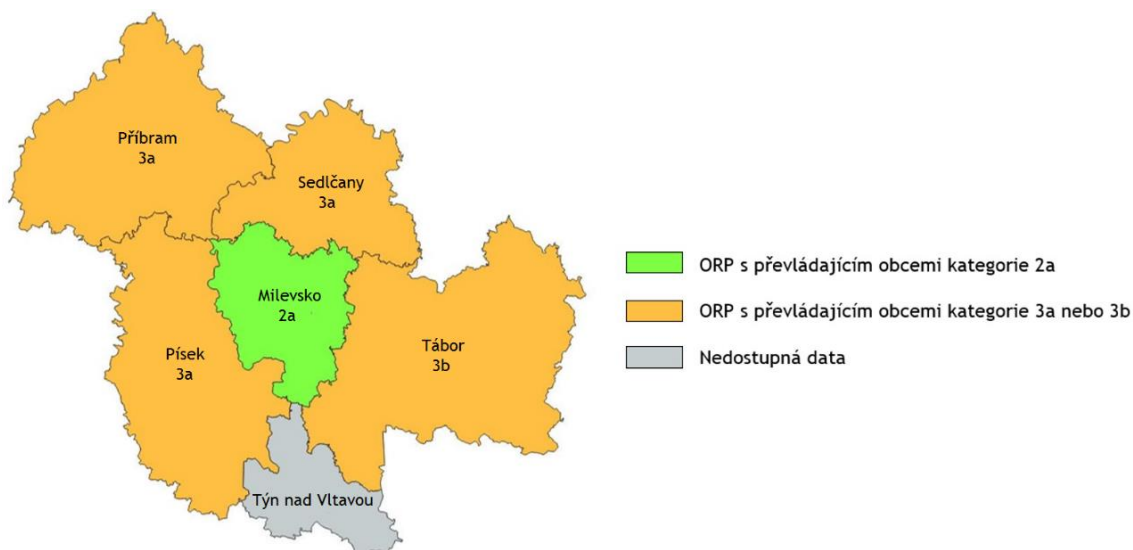 Příbram
3a
Sedlčany
3a
Milevsko
2a
Písek
3a
Tábor
3b
Týn nad Vltavou
ORP s převládajícím obcemi kategorie 2a
ORP s převládajícím obcemi kategorie 3a nebo 3b
Nedostupná data